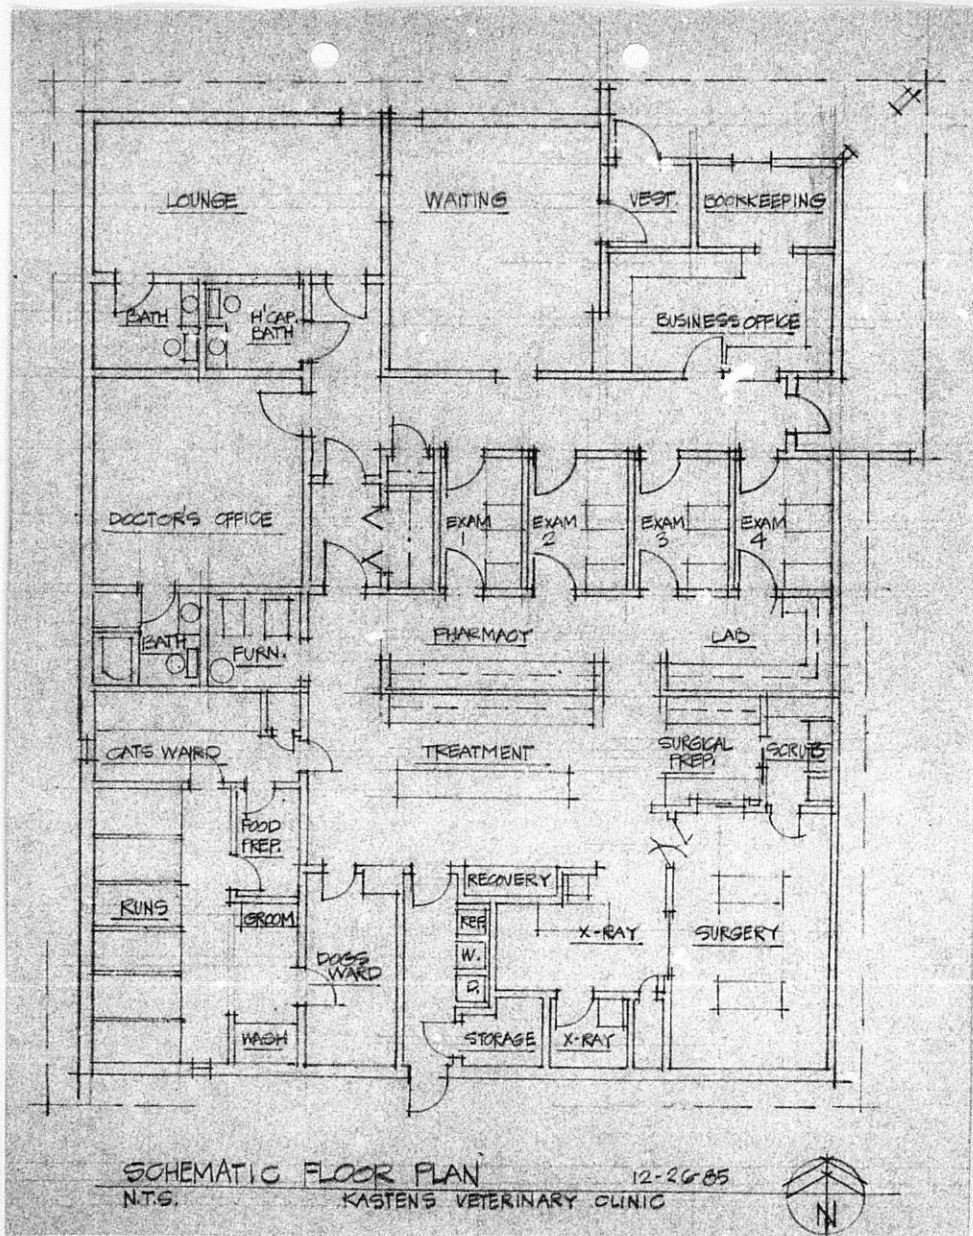 LOUNGE
WAITING
VEST.
BOOKKEEPING
BATH
H'CAP.
BATH
BUSINESS OFFICE
DOCTOR'S OFFICE
EXAM
1
EXAM
2
EXAM
3
EXAM
4
BATH
FURN.
PHARMACY
LAB
CATS WARD
TREATMENT
SURGICAL
PREP.
SCRUB
FOOD
PREP.
RUNS
GROOM
RECOVERY
REF.
W.
D.
X-RAY
SURGERY
DOGS
WARD
WASH
STORAGE
X-RAY
SCHEMATIC FLOOR PLAN
12-26-85
N.T.S.
KASTENS VETERINARY CLINIC
N